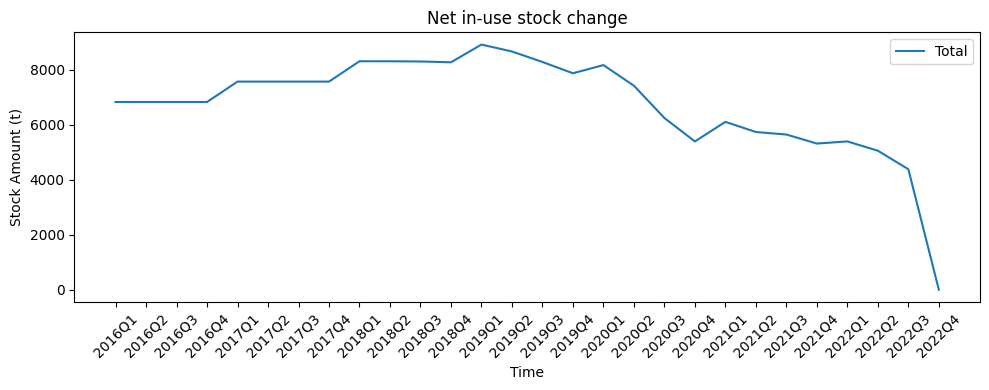 Net in-use stock change
Total
Stock Amount (t)
8000
6000
4000
2000
0
2016Q1
2016Q2
2016Q3
2016Q4
2017Q1
2017Q2
2017Q3
2017Q4
2018Q1
2018Q2
2018Q3
2018Q4
2019Q1
2019Q2
2019Q3
2019Q4
2020Q1
2020Q2
2020Q3
2020Q4
2021Q1
2021Q2
2021Q3
2021Q4
2022Q1
2022Q2
2022Q3
2022Q4
Time